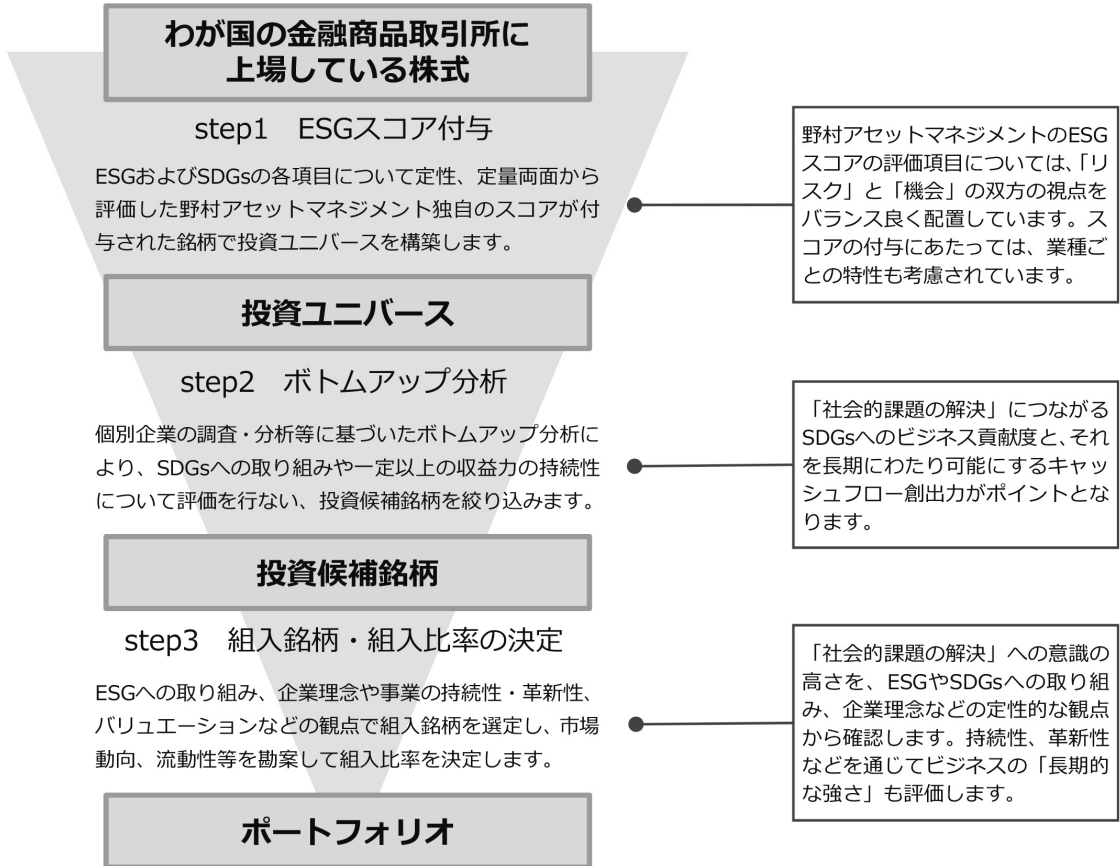 わが国の金融商品取引所に
上場している株式
step1　ESGスコア付与
ESGおよびSDGsの各項目について定性、定量両面から
評価した野村アセットマネジメント独自のスコアが付
与された銘柄で投資ユニバースを構築します。
野村アセットマネジメントのESG
スコアの評価項目については、「リ
スク」と「機会」の双方の視点を
バランス良く配置しています。ス
コアの付与にあたっては、業種ご
との特性も考慮されています。
投資ユニバース
step2　ボトムアップ分析
個別企業の調査・分析等に基づいたボトムアップ分析に
より、SDGsへの取り組みや一定以上の収益力の持続性
について評価を行ない、投資候補銘柄を絞り込みます。
「社会的課題の解決」につながる
SDGsへのビジネス貢献度と、それ
を長期にわたり可能にするキャッ
シュフロー創出力がポイントとな
ります。
投資候補銘柄
step3　組入銘柄・組入比率の決定
ESGへの取り組み、企業理念や事業の持続性・革新性、
バリュエーションなどの観点で組入銘柄を選定し、市場
動向、流動性等を勘案して組入比率を決定します。
「社会的課題の解決」への意識の
高さを、ESGやSDGsへの取り組
み、企業理念などの定性的な観点
から確認します。持続性、革新性
などを通じてビジネスの「長期的
な強さ」も評価します。
ポートフォリオ